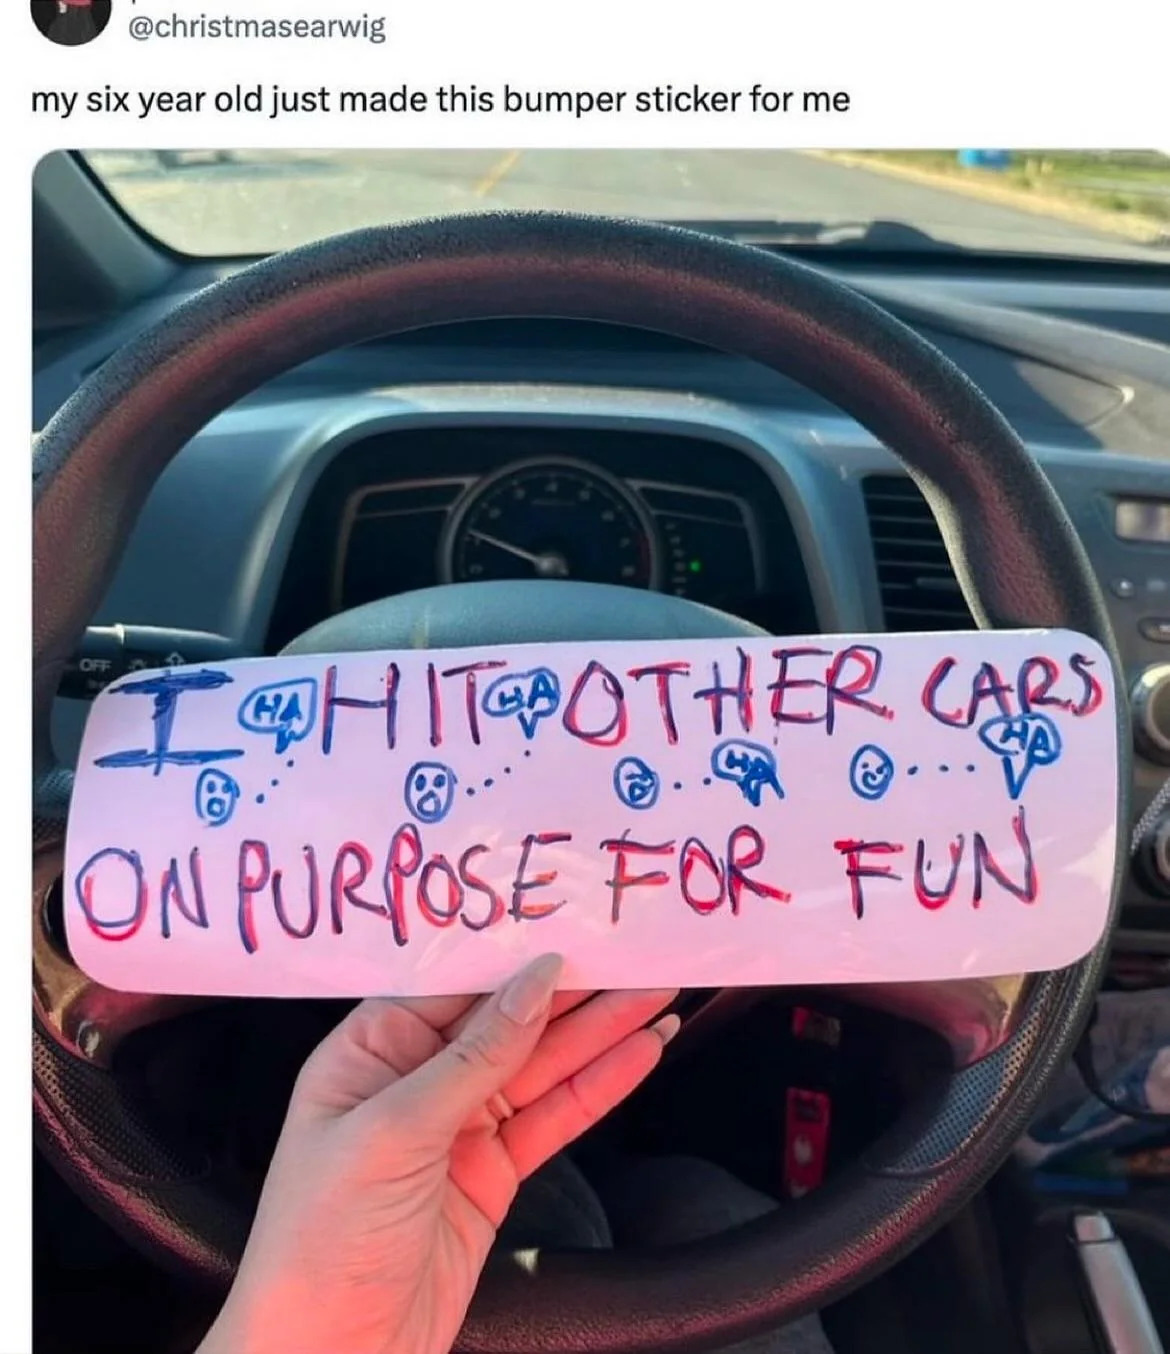 @christmasearwig
my six year old just made this bumper sticker for me
OFF
I HA HIT HA OTHER CARS
HA HA
ON PURPOSE FOR FUN